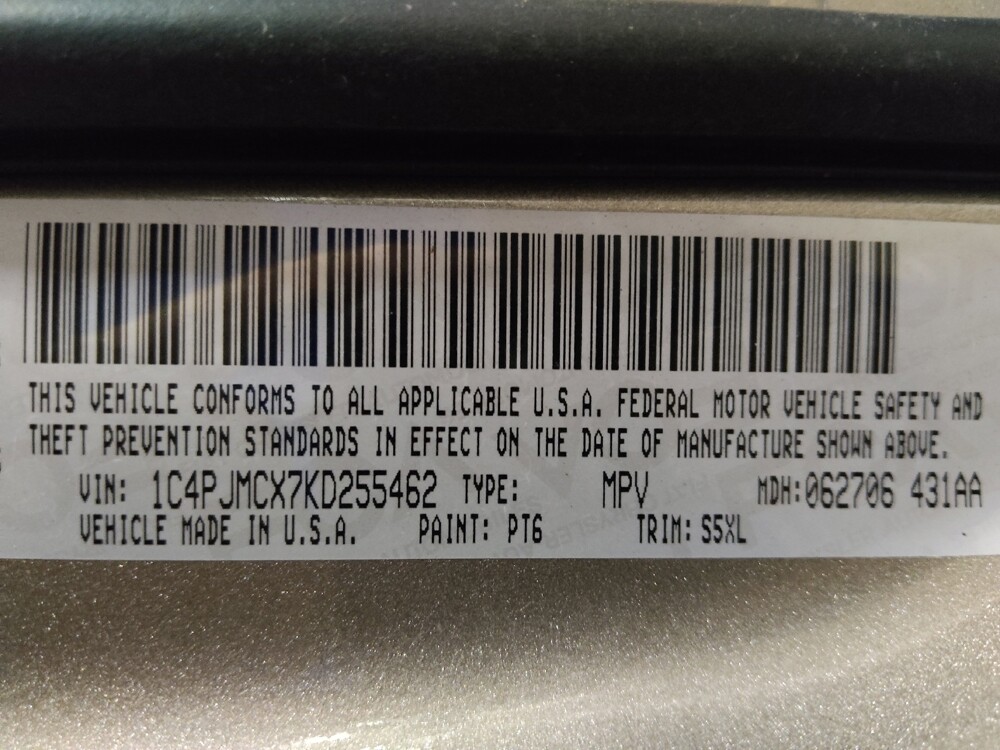 THIS VEHICLE CONFORMS TO ALL APPLICABLE U.S.A. FEDERAL MOTOR VEHICLE SAFETY AND
THEFT PREVENTION STANDARDS IN EFFECT ON THE DATE OF MANUFACTURE SHOWN ABOVE.
VIN: 1C4PJMCX7KD255462 TYPE: MPV MDH:062706 431AA
VEHICLE MADE IN U.S.A. PAINT: PT6 TRIM: S5XL